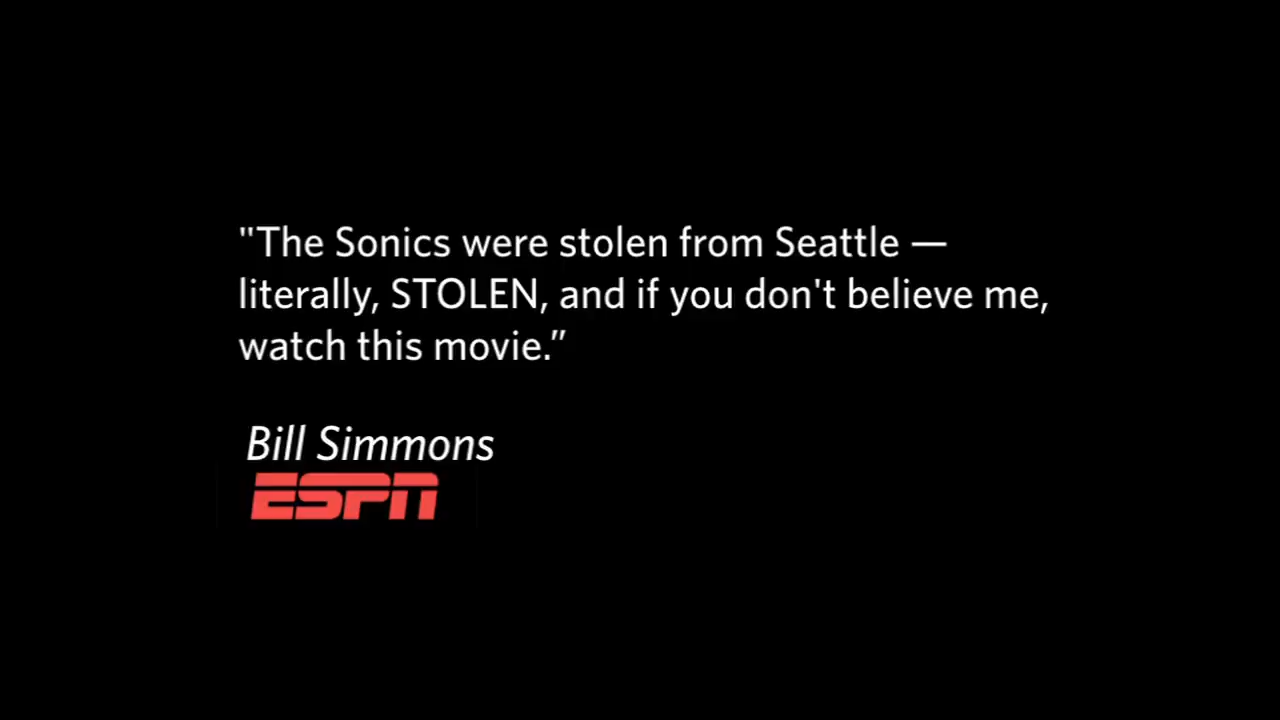 "The Sonics were stolen from Seattle —
literally, STOLEN, and if you don't believe me,
watch this movie.”
Bill Simmons
ESPN